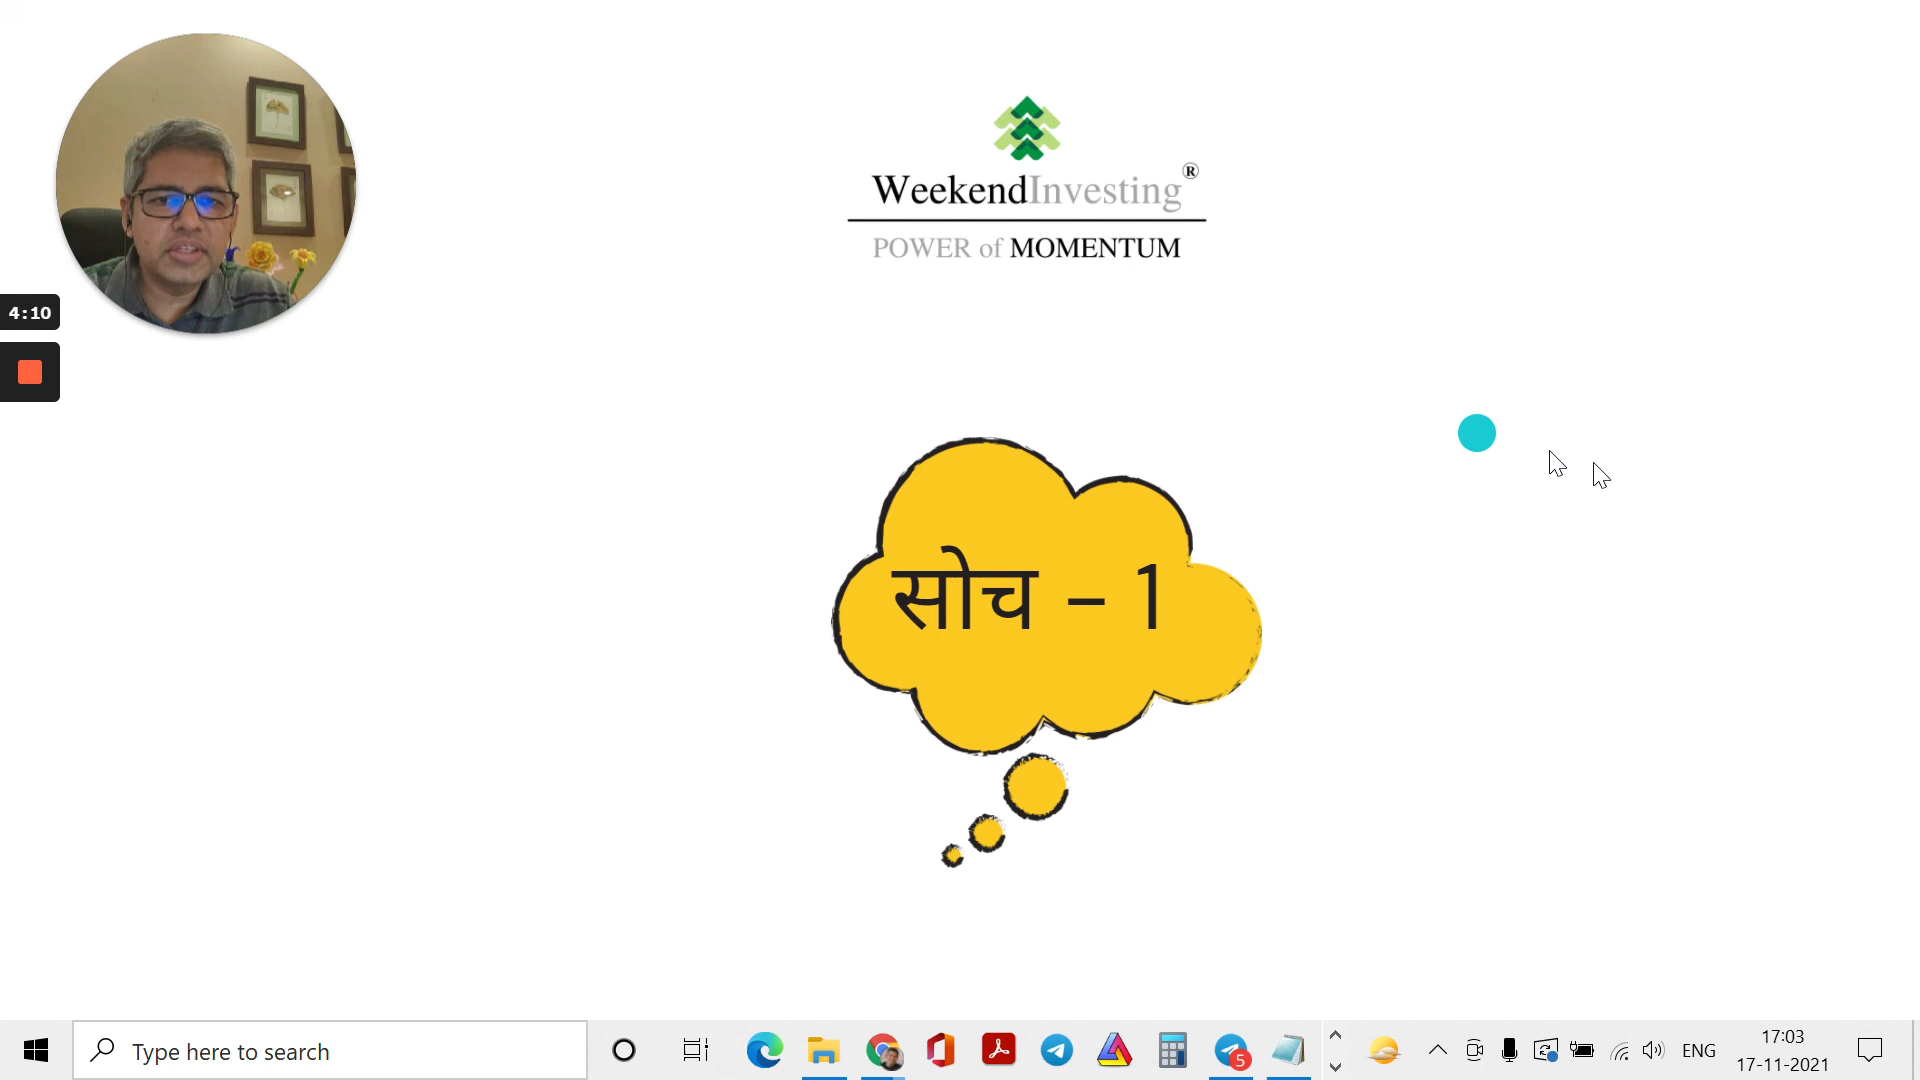 WeekendInvesting®
POWER of MOMENTUM
4:10
सोच – 1
Type here to search
5
ENG
17:03
17-11-2021